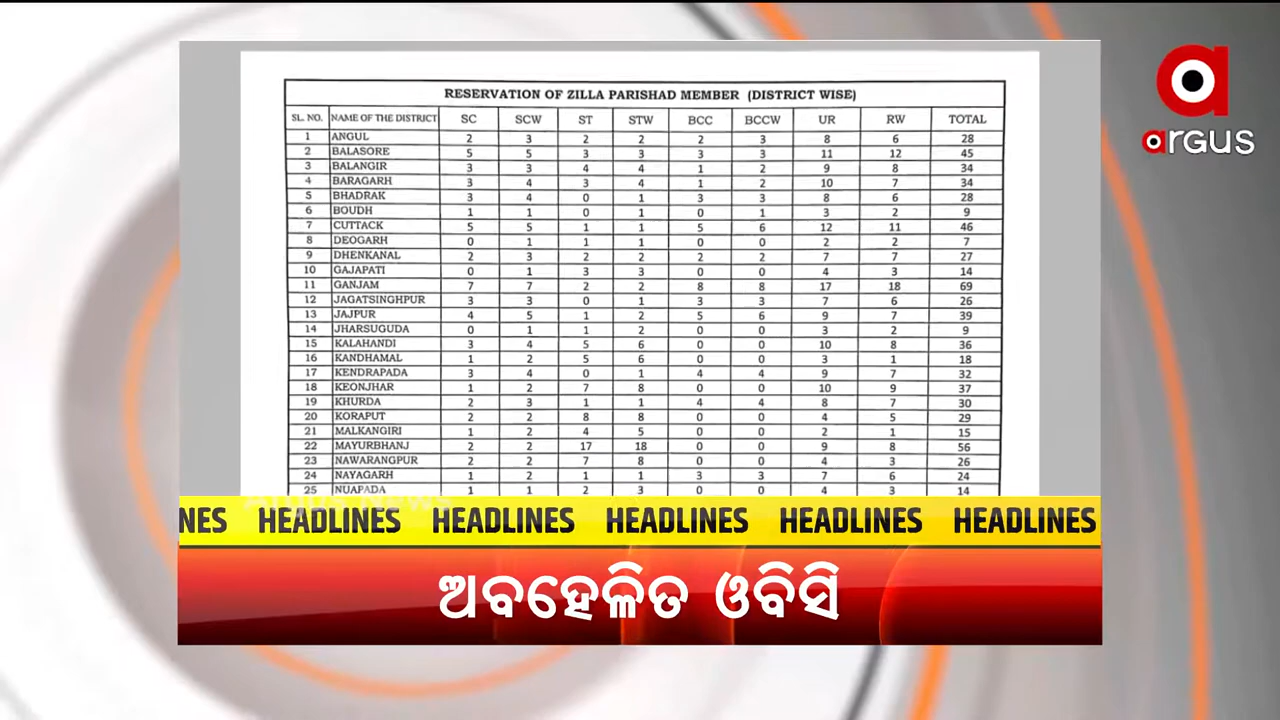 RESERVATION OF ZILLA PARISHAD MEMBER (DISTRICT WISE)
SL. NO. NAME OF THE DISTRICT SC SCW ST STW BCC BCCW UR RW TOTAL
1 ANGUL 2 3 2 2 2 3 8 6 28
2 BALASORE 5 5 3 3 3 3 11 12 45
3 BALANGIR 3 3 4 4 1 2 9 8 34
4 BARAGARH 3 4 3 4 1 2 10 7 34
5 BHADRAK 3 4 0 1 3 3 8 6 28
6 BOUDH 1 1 0 1 0 1 3 2 9
7 CUTTACK 5 5 1 1 5 6 12 11 46
8 DEOGARH 0 1 1 1 0 0 2 2 7
9 DHENKANAL 2 3 2 2 2 2 7 7 27
10 GAJAPATI 0 1 3 3 0 0 4 3 14
11 GANJAM 7 7 2 2 8 8 17 18 69
12 JAGATSINGHPUR 3 3 0 1 3 3 7 6 26
13 JAJPUR 4 5 1 2 5 6 9 7 39
14 JHARSUGUDA 0 1 1 2 0 0 3 2 9
15 KALAHANDI 3 4 5 6 0 0 10 8 36
16 KANDHAMAL 1 2 5 6 0 0 3 1 18
17 KENDRAPADA 3 4 0 1 4 4 9 7 32
18 KEONJHAR 1 2 7 8 0 0 10 9 37
19 KHURDA 2 3 1 1 4 4 8 7 30
20 KORAPUT 2 2 8 8 0 0 4 5 29
21 MALKANGIRI 1 2 4 5 0 0 2 1 15
22 MAYURBHANJ 2 2 17 18 0 0 9 8 56
23 NAWARANGPUR 2 2 7 8 0 0 4 3 26
24 NAYAGARH 1 2 1 1 3 3 7 6 24
25 NUAPADA 1 1 2 3 0 0 4 3 14
Argus News
NES HEADLINES HEADLINES HEADLINES HEADLINES HEADLINES
ଅବହେଳିତ ଓବିସି
a
argus